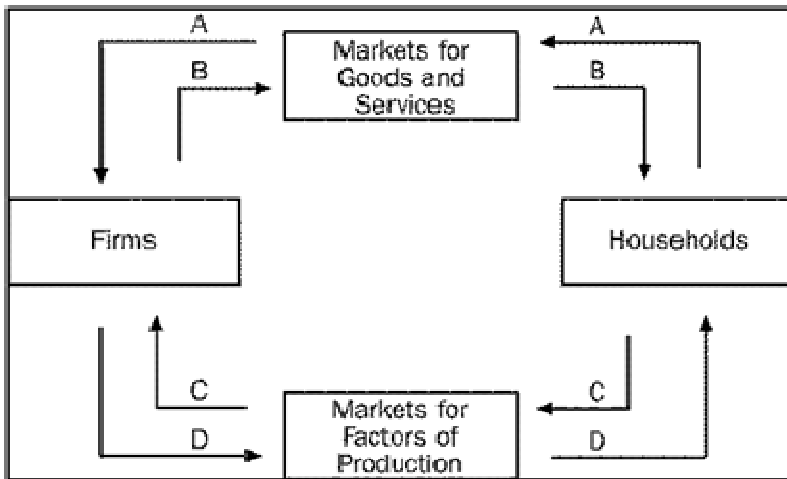 A
A
Markets for
Goods and
Services
B
B
Firms
Households
C
C
Markets for
Factors of
Production
D
D